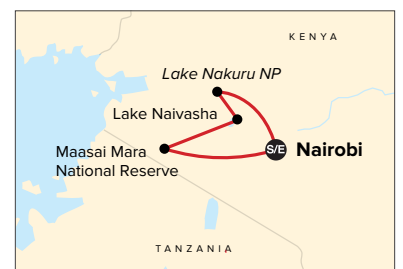 KENYA
Lake Nakuru NP
Lake Naivasha
S/E Nairobi
Maasai Mara
National Reserve
TANZANIA